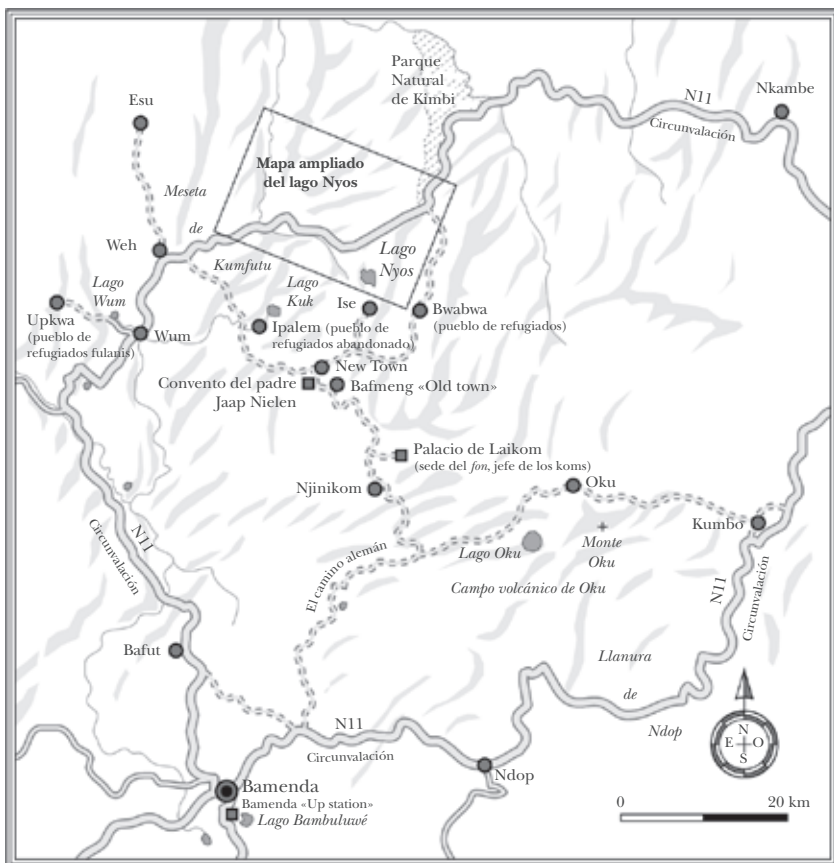 Parque
Natural
de Kimbi
N11
Circunvalación
Nkambe
Esu
Mapa ampliado
del lago Nyos
Meseta
de
Kumfutu
Weh
Lago
Nyos
Lago
Kuk
Lago
Wum
Ise
Bwabwa
(pueblo de refugiados)
Upkwa
(pueblo de
refugiados fulanis)
Wum
Ipalem (pueblo de
refugiados abandonado)
New Town
Convento del padre
Jaap Nielen
Bafmeng «Old town»
Palacio de Laikom
(sede del fon, jefe de los koms)
Njinikom
Oku
Kumbo
N11
Circunvalación
El camino alemán
Lago Oku
Monte
Oku
Campo volcánico de Oku
N11
Circunvalación
Bafut
Llanura
de
Ndop
N11
Circunvalación
N
E O
S
Ndop
Bamenda
Bamenda «Up station»
Lago Bambuluwé
0 20 km